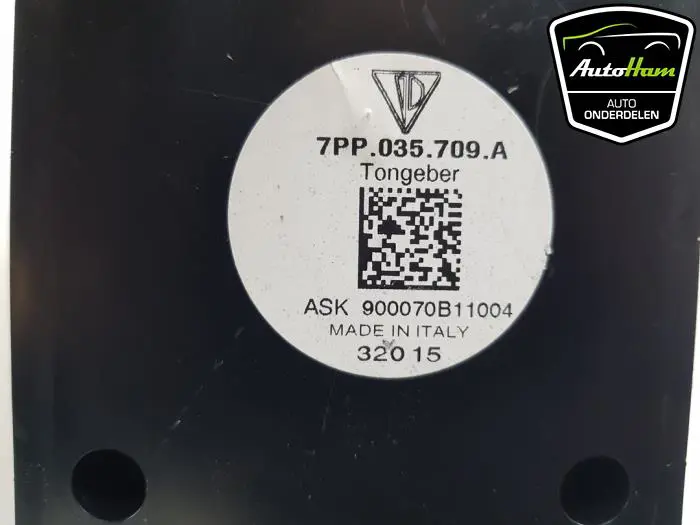 7PP.035.709.A
Tongeber
ASK 900070B11004
MADE IN ITALY
32015
AutoHam
AUTO
ONDERDELEN